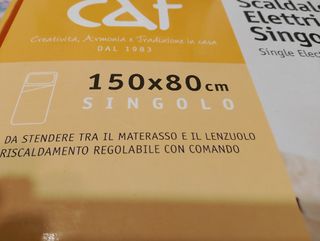 CAF
Creatività, Armonia e Tradizione in casa
DAL 1983
Elettri
Singo
Single Elec
150x80cm
SINGOLO
DA STENDERE TRA IL MATERASSO E IL LENZUOLO
RISCALDAMENTO REGOLABILE CON COMANDO